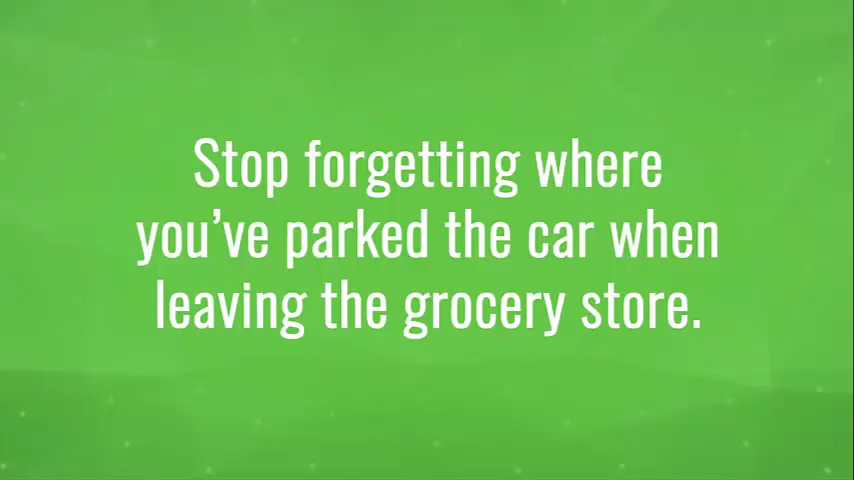 Stop forgetting where
you’ve parked the car when
leaving the grocery store.